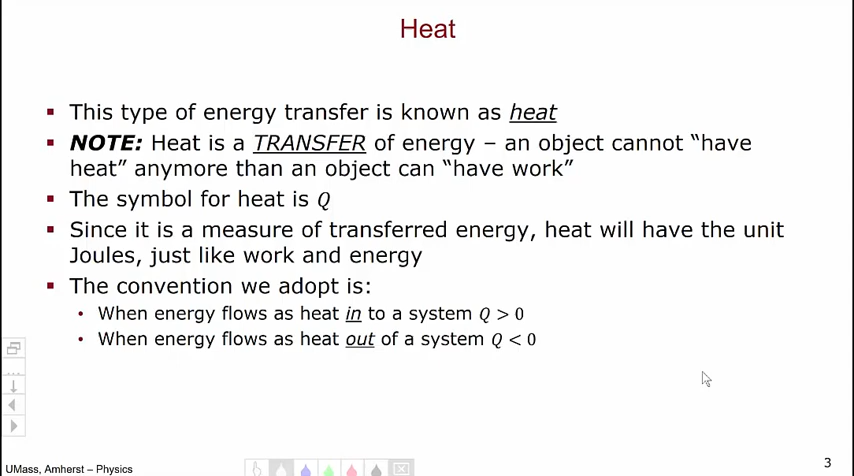 Heat
▪ This type of energy transfer is known as heat
▪ NOTE: Heat is a TRANSFER of energy – an object cannot “have
heat” anymore than an object can “have work”
▪ The symbol for heat is Q
▪ Since it is a measure of transferred energy, heat will have the unit
Joules, just like work and energy
▪ The convention we adopt is:
• When energy flows as heat in to a system Q > 0
• When energy flows as heat out of a system Q < 0
UMass, Amherst – Physics
3